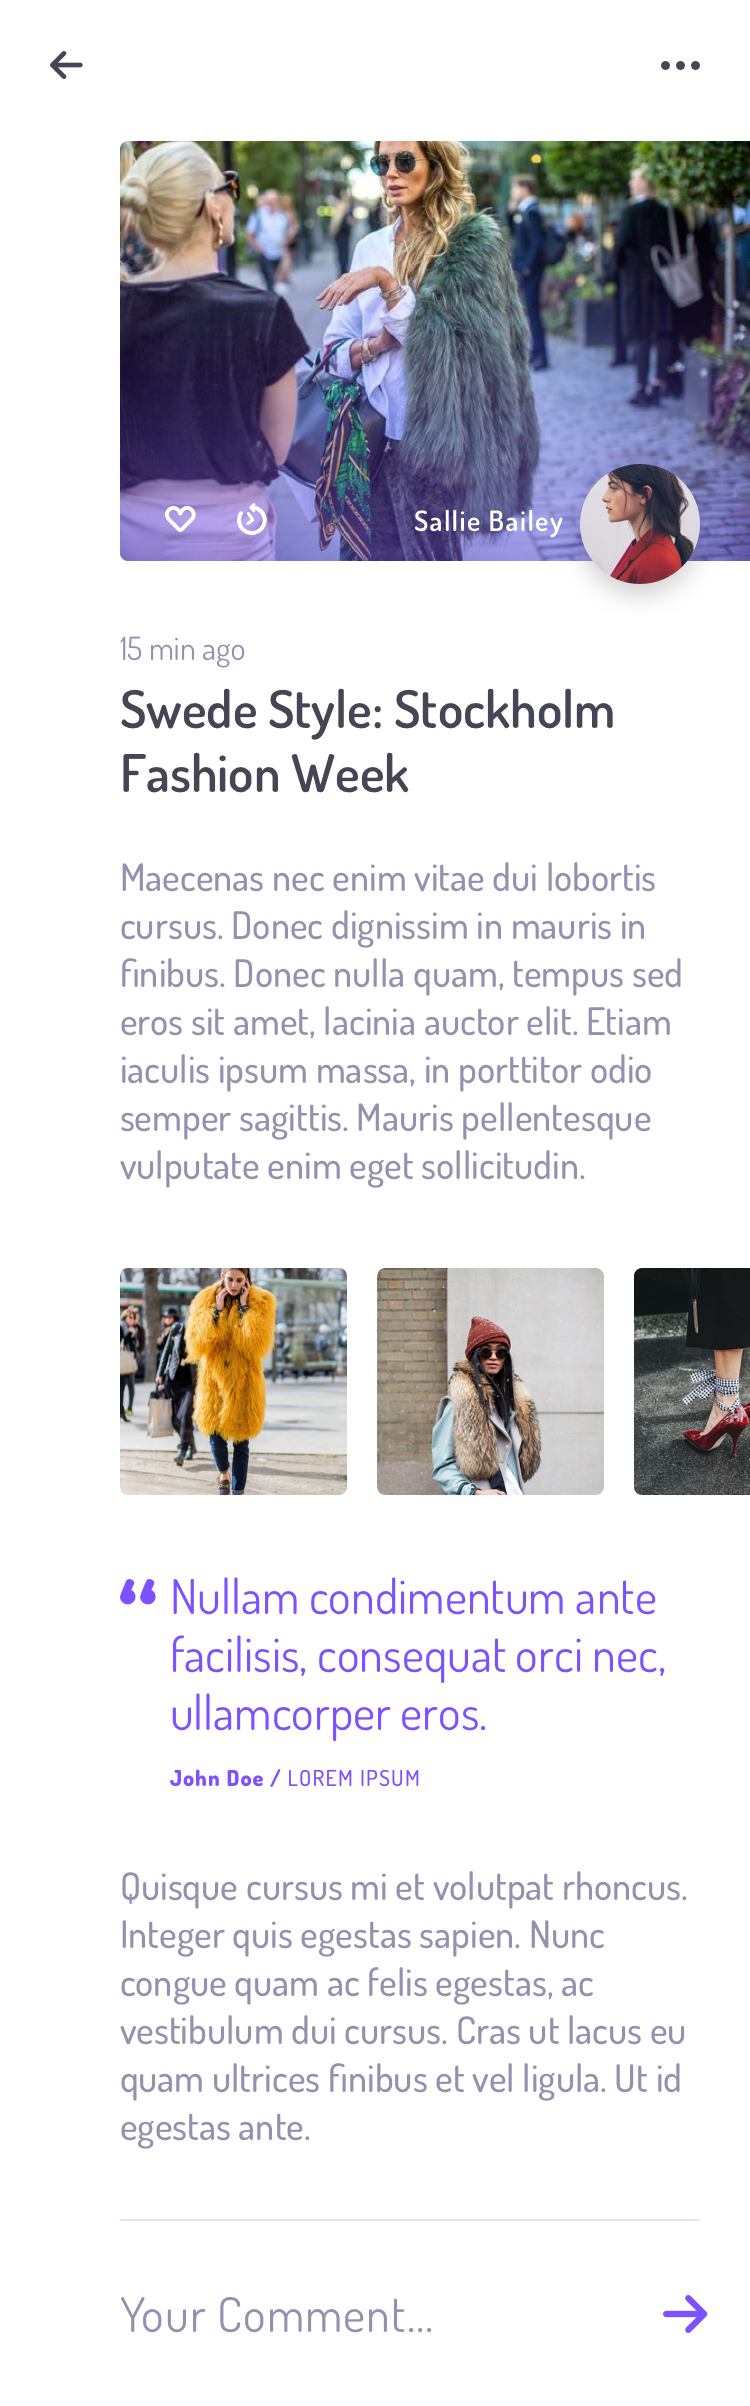 Sallie Bailey
15 min ago
Swede Style: Stockholm
Fashion Week
Maecenas nec enim vitae dui lobortis
cursus. Donec dignissim in mauris in
finibus. Donec nulla quam, tempus sed
eros sit amet, lacinia auctor elit. Etiam
iaculis ipsum massa, in porttitor odio
semper sagittis. Mauris pellentesque
vulputate enim eget sollicitudin.
“ Nullam condimentum ante
facilisis, consequat orci nec,
ullamcorper eros.
John Doe / LOREM IPSUM
Quisque cursus mi et volutpat rhoncus.
Integer quis egestas sapien. Nunc
congue quam ac felis egestas, ac
vestibulum dui cursus. Cras ut lacus eu
quam ultrices finibus et vel ligula. Ut id
egestas ante.
Your Comment...